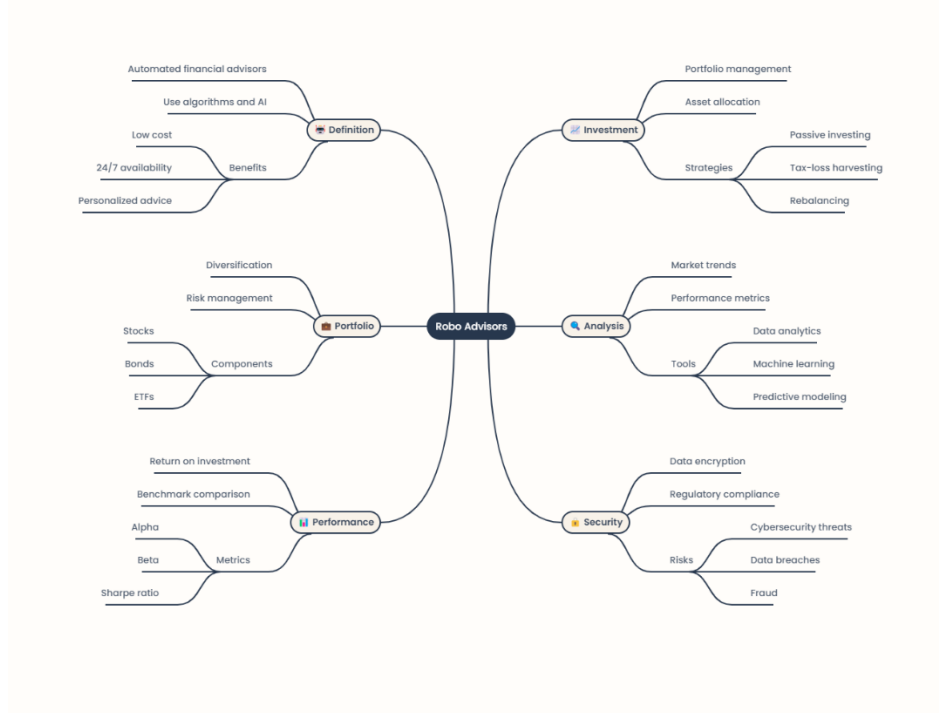 Robo Advisors
Definition
Automated financial advisors
Use algorithms and AI
Benefits
Low cost
24/7 availability
Personalized advice
Portfolio
Diversification
Risk management
Components
Stocks
Bonds
ETFs
Performance
Return on investment
Benchmark comparison
Metrics
Alpha
Beta
Sharpe ratio
Investment
Portfolio management
Asset allocation
Strategies
Passive investing
Tax-loss harvesting
Rebalancing
Analysis
Market trends
Performance metrics
Tools
Data analytics
Machine learning
Predictive modeling
Security
Data encryption
Regulatory compliance
Risks
Cybersecurity threats
Data breaches
Fraud